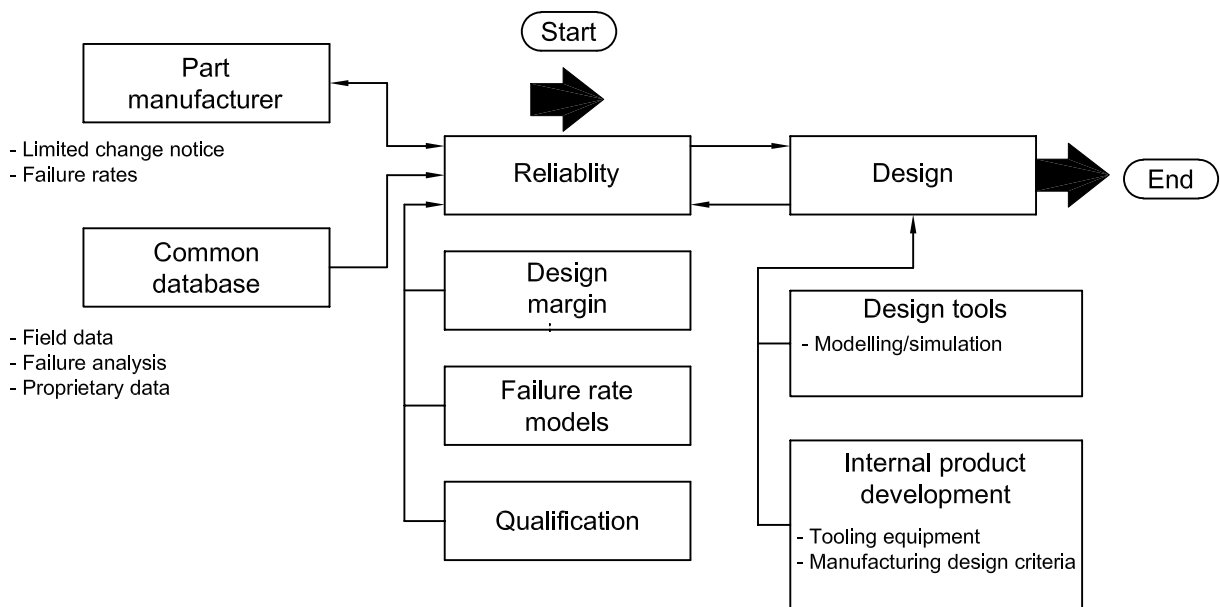 Start
Part
manufacturer
- Limited change notice
- Failure rates
Reliablity
Design
End
Common
database
- Field data
- Failure analysis
- Proprietary data
Design
margin
Failure rate
models
Qualification
Design tools
- Modelling/simulation
Internal product
development
- Tooling equipment
- Manufacturing design criteria